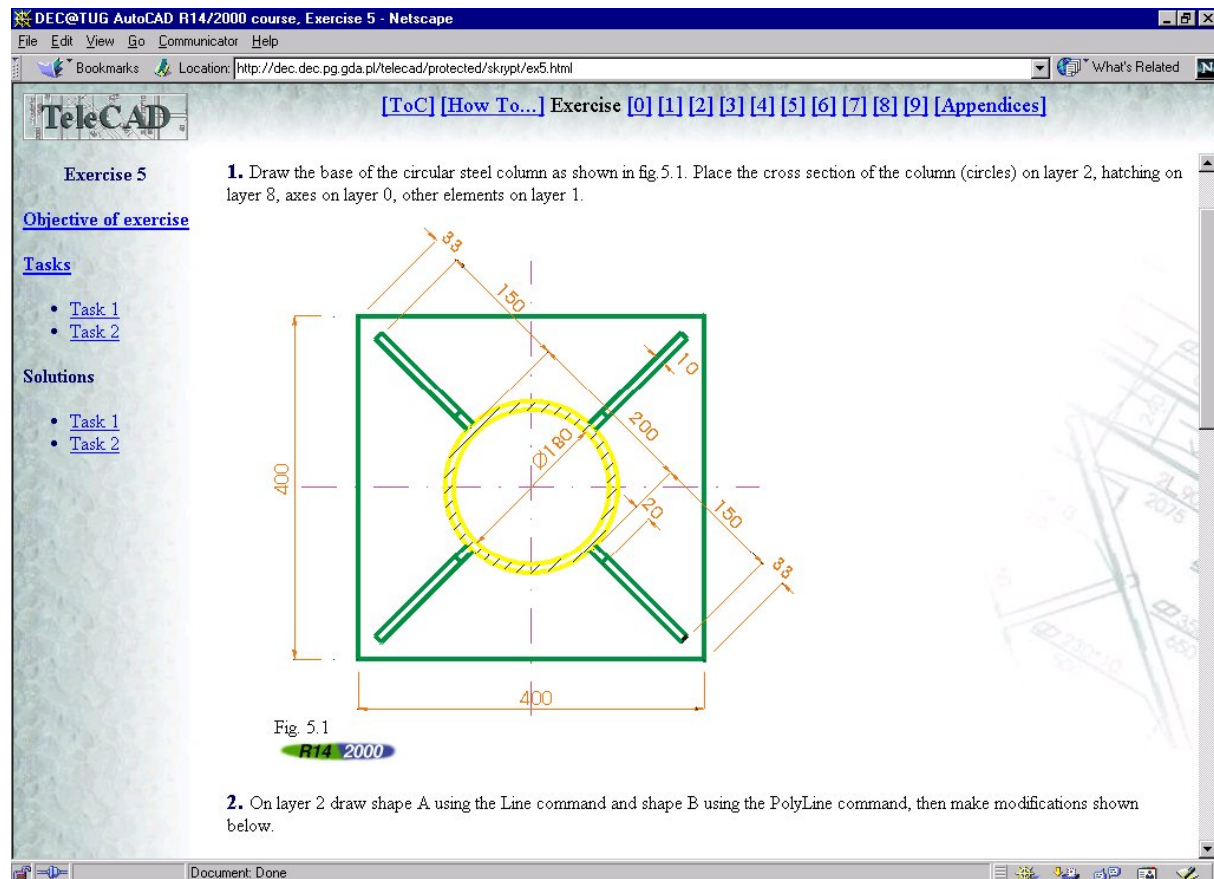 DEC@TUG AutoCAD R14/2000 course, Exercise 5 - Netscape
File Edit View Go Communicator Help
Bookmarks Location: http://dec.dec.pg.gda.pl/telecad/protected/skrypt/ex5.html What's Related N
TeleCAD
[ToC] [How To...] Exercise [0] [1] [2] [3] [4] [5] [6] [7] [8] [9] [Appendices]
Exercise 5
Objective of exercise
Tasks
Task 1
Task 2
Solutions
Task 1
Task 2
1. Draw the base of the circular steel column as shown in fig.5.1. Place the cross section of the column (circles) on layer 2, hatching on
layer 8, axes on layer 0, other elements on layer 1.
33
150
10
200
Ø180
400
20
150
33
400
Fig. 5.1
R14 2000
2. On layer 2 draw shape A using the Line command and shape B using the PolyLine command, then make modifications shown
below.
Document: Done